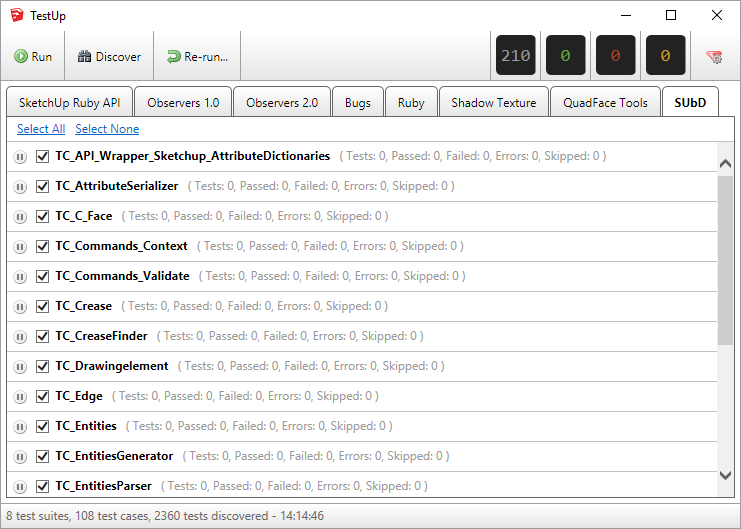 TestUp
Run Discover Re-run... 210 0 0 0
SketchUp Ruby API Observers 1.0 Observers 2.0 Bugs Ruby Shadow Texture QuadFace Tools SUbD
Select All Select None
TC_API_Wrapper_Sketchup_AttributeDictionaries ( Tests: 0, Passed: 0, Failed: 0, Errors: 0, Skipped: 0 )
TC_AttributeSerializer ( Tests: 0, Passed: 0, Failed: 0, Errors: 0, Skipped: 0 )
TC_C_Face ( Tests: 0, Passed: 0, Failed: 0, Errors: 0, Skipped: 0 )
TC_Commands_Context ( Tests: 0, Passed: 0, Failed: 0, Errors: 0, Skipped: 0 )
TC_Commands_Validate ( Tests: 0, Passed: 0, Failed: 0, Errors: 0, Skipped: 0 )
TC_Crease ( Tests: 0, Passed: 0, Failed: 0, Errors: 0, Skipped: 0 )
TC_CreaseFinder ( Tests: 0, Passed: 0, Failed: 0, Errors: 0, Skipped: 0 )
TC_Drawingelement ( Tests: 0, Passed: 0, Failed: 0, Errors: 0, Skipped: 0 )
TC_Edge ( Tests: 0, Passed: 0, Failed: 0, Errors: 0, Skipped: 0 )
TC_Entities ( Tests: 0, Passed: 0, Failed: 0, Errors: 0, Skipped: 0 )
TC_EntitiesGenerator ( Tests: 0, Passed: 0, Failed: 0, Errors: 0, Skipped: 0 )
TC_EntitiesParser ( Tests: 0, Passed: 0, Failed: 0, Errors: 0, Skipped: 0 )
8 test suites, 108 test cases, 2360 tests discovered - 14:14:46